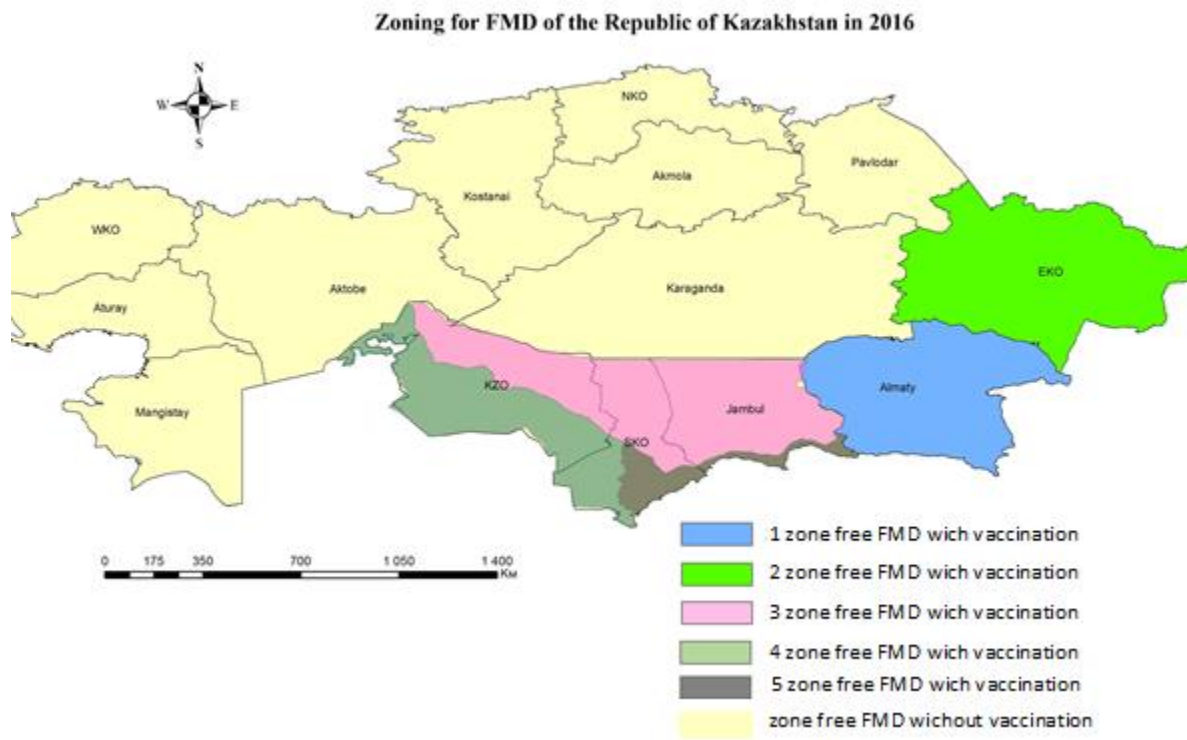 Zoning for FMD of the Republic of Kazakhstan in 2016
N
W E
S
NKO
Pavlodar
Akmola
Kostanai
WKO
EKO
Aktobe
Karaganda
Aturay
KZO
Almaty
Mangistay
Jambul
SKO
1 zone free FMD wich vaccination
0 175 350 700 1 050 1 400
Км
2 zone free FMD wich vaccination
3 zone free FMD wich vaccination
4 zone free FMD wich vaccination
5 zone free FMD wich vaccination
zone free FMD wichout vaccination